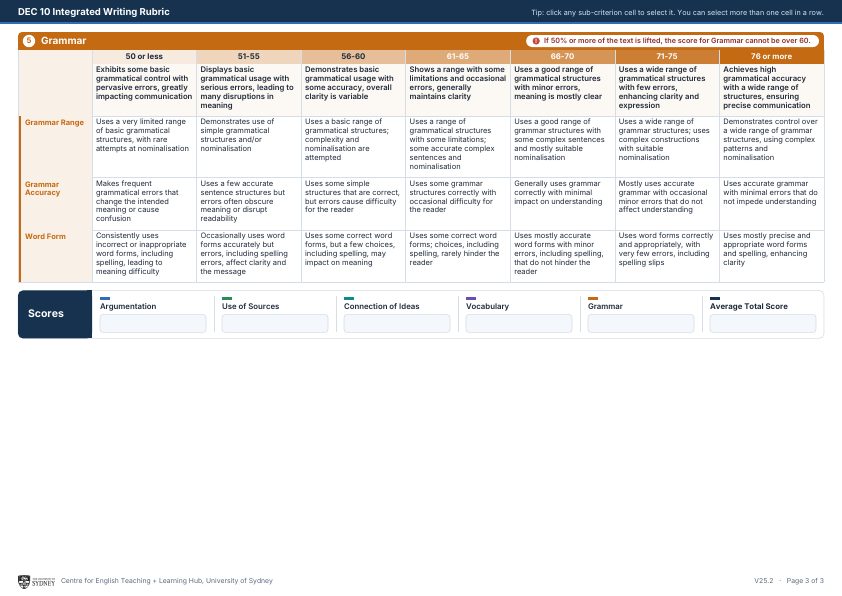 DEC 10 Integrated Writing Rubric
Tip: click any sub-criterion cell to select it. You can select more than one cell in a row.
5 Grammar
! If 50% or more of the text is lifted, the score for Grammar cannot be over 60.
50 or less
51-55
56-60
61-65
66-70
71-75
76 or more
Exhibits some basic
grammatical control with
pervasive errors, greatly
impacting communication
Displays basic
grammatical usage with
serious errors, leading to
many disruptions in
meaning
Demonstrates basic
grammatical usage with
some accuracy, overall
clarity is variable
Shows a range with some
limitations and occasional
errors, generally
maintains clarity
Uses a good range of
grammatical structures
with minor errors,
meaning is mostly clear
Uses a wide range of
grammatical structures
with few errors,
enhancing clarity and
expression
Achieves high
grammatical accuracy
with a wide range of
structures, ensuring
precise communication
Grammar Range
Uses a very limited range
of basic grammatical
structures, with rare
attempts at nominalisation
Demonstrates use of
simple grammatical
structures and/or
nominalisation
Uses a basic range of
grammatical structures;
complexity and
nominalisation are
attempted
Uses a range of
grammatical structures
with some limitations;
some accurate complex
sentences and
nominalisation
Uses a good range of
grammar structures with
some complex sentences
and mostly suitable
nominalisation
Uses a wide range of
grammar structures; uses
complex constructions
with suitable
nominalisation
Demonstrates control over
a wide range of grammar
structures, using complex
patterns and
nominalisation
Grammar
Accuracy
Makes frequent
grammatical errors that
change the intended
meaning or cause
confusion
Uses a few accurate
sentence structures but
errors often obscure
meaning or disrupt
readability
Uses some simple
structures that are correct,
but errors cause difficulty
for the reader
Uses some grammar
structures correctly with
occasional difficulty for
the reader
Generally uses grammar
correctly with minimal
impact on understanding
Mostly uses accurate
grammar with occasional
minor errors that do not
affect understanding
Uses accurate grammar
with minimal errors that do
not impede understanding
Word Form
Consistently uses
incorrect or inappropriate
word forms, including
spelling, leading to
meaning difficulty
Occasionally uses word
forms accurately but
errors, including spelling
errors, affect clarity and
the message
Uses some correct word
forms, but a few choices,
including spelling, may
impact on meaning
Uses some correct word
forms; choices, including
spelling, rarely hinder the
reader
Uses mostly accurate
word forms with minor
errors, including spelling,
that do not hinder the
reader
Uses word forms correctly
and appropriately, with
very few errors, including
spelling slips
Uses mostly precise and
appropriate word forms
and spelling, enhancing
clarity
Scores
Argumentation
Use of Sources
Connection of Ideas
Vocabulary
Grammar
Average Total Score
SYDNEY
Centre for English Teaching + Learning Hub, University of Sydney
V25.2 · Page 3 of 3